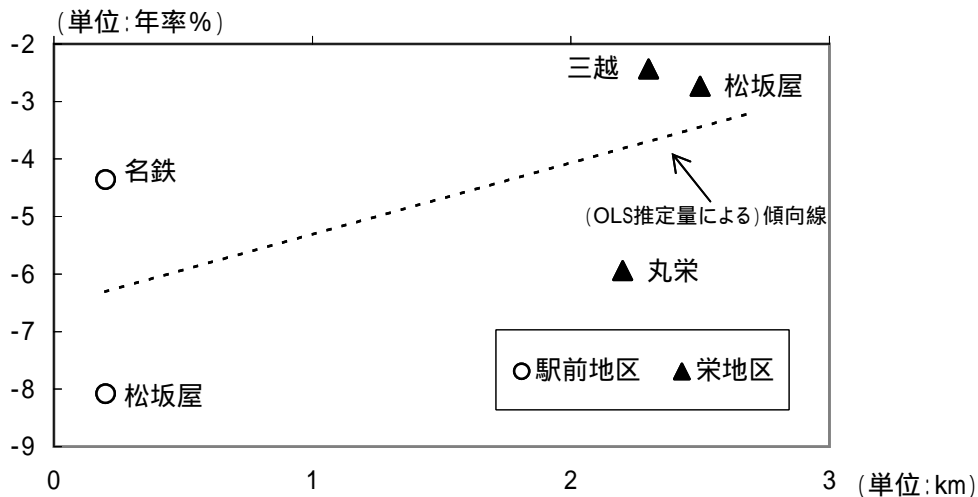 (単位:年率%)
-2
-3
-4
-5
-6
-7
-8
-9
三越
松坂屋
名鉄
(OLS推定量による)傾向線
丸栄
駅前地区 栄地区
松坂屋
0 1 2 3 (単位:km)